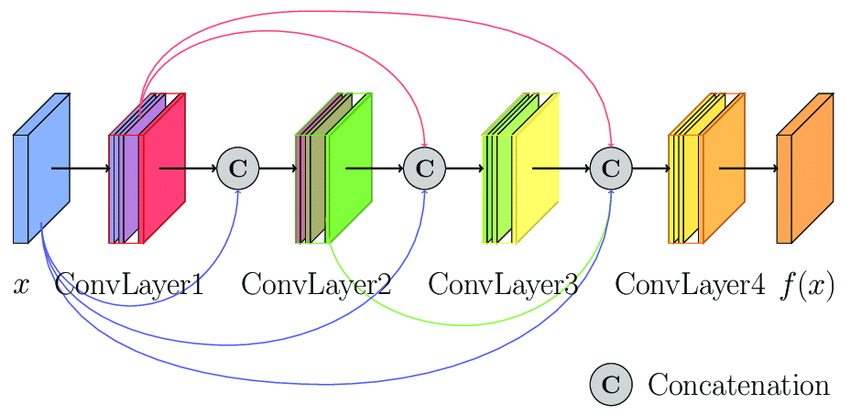 C C C
x ConvLayer1 ConvLayer2 ConvLayer3 ConvLayer4 f(x)
C Concatenation